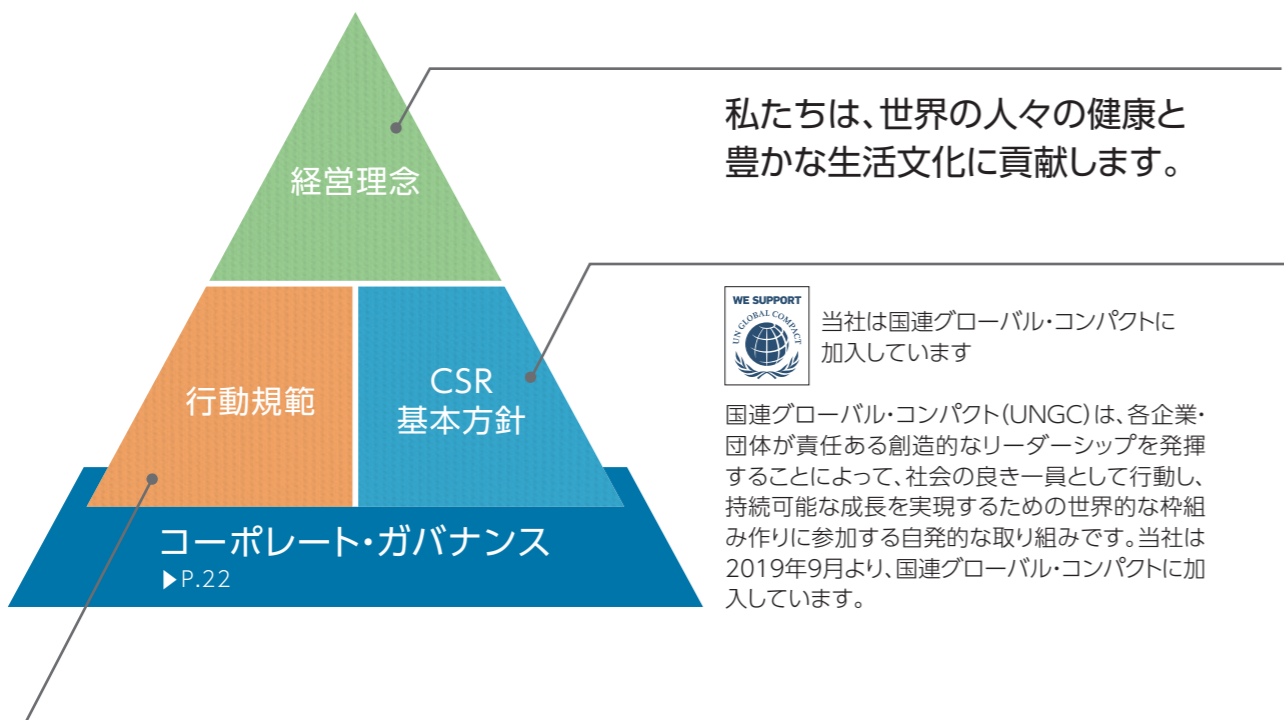 経営理念
私たちは、世界の人々の健康と
豊かな生活文化に貢献します。
行動規範
CSR
基本方針
コーポレート・ガバナンス
▶P.22
WE SUPPORT
UN GLOBAL COMPACT
当社は国連グローバル・コンパクトに
加入しています
国連グローバル・コンパクト(UNGC)は、各企業・
団体が責任ある創造的なリーダーシップを発揮
することによって、社会の良き一員として行動し、
持続可能な成長を実現するための世界的な枠組
み作りに参加する自発的な取り組みです。当社は
2019年9月より、国連グローバル・コンパクトに加
入しています。